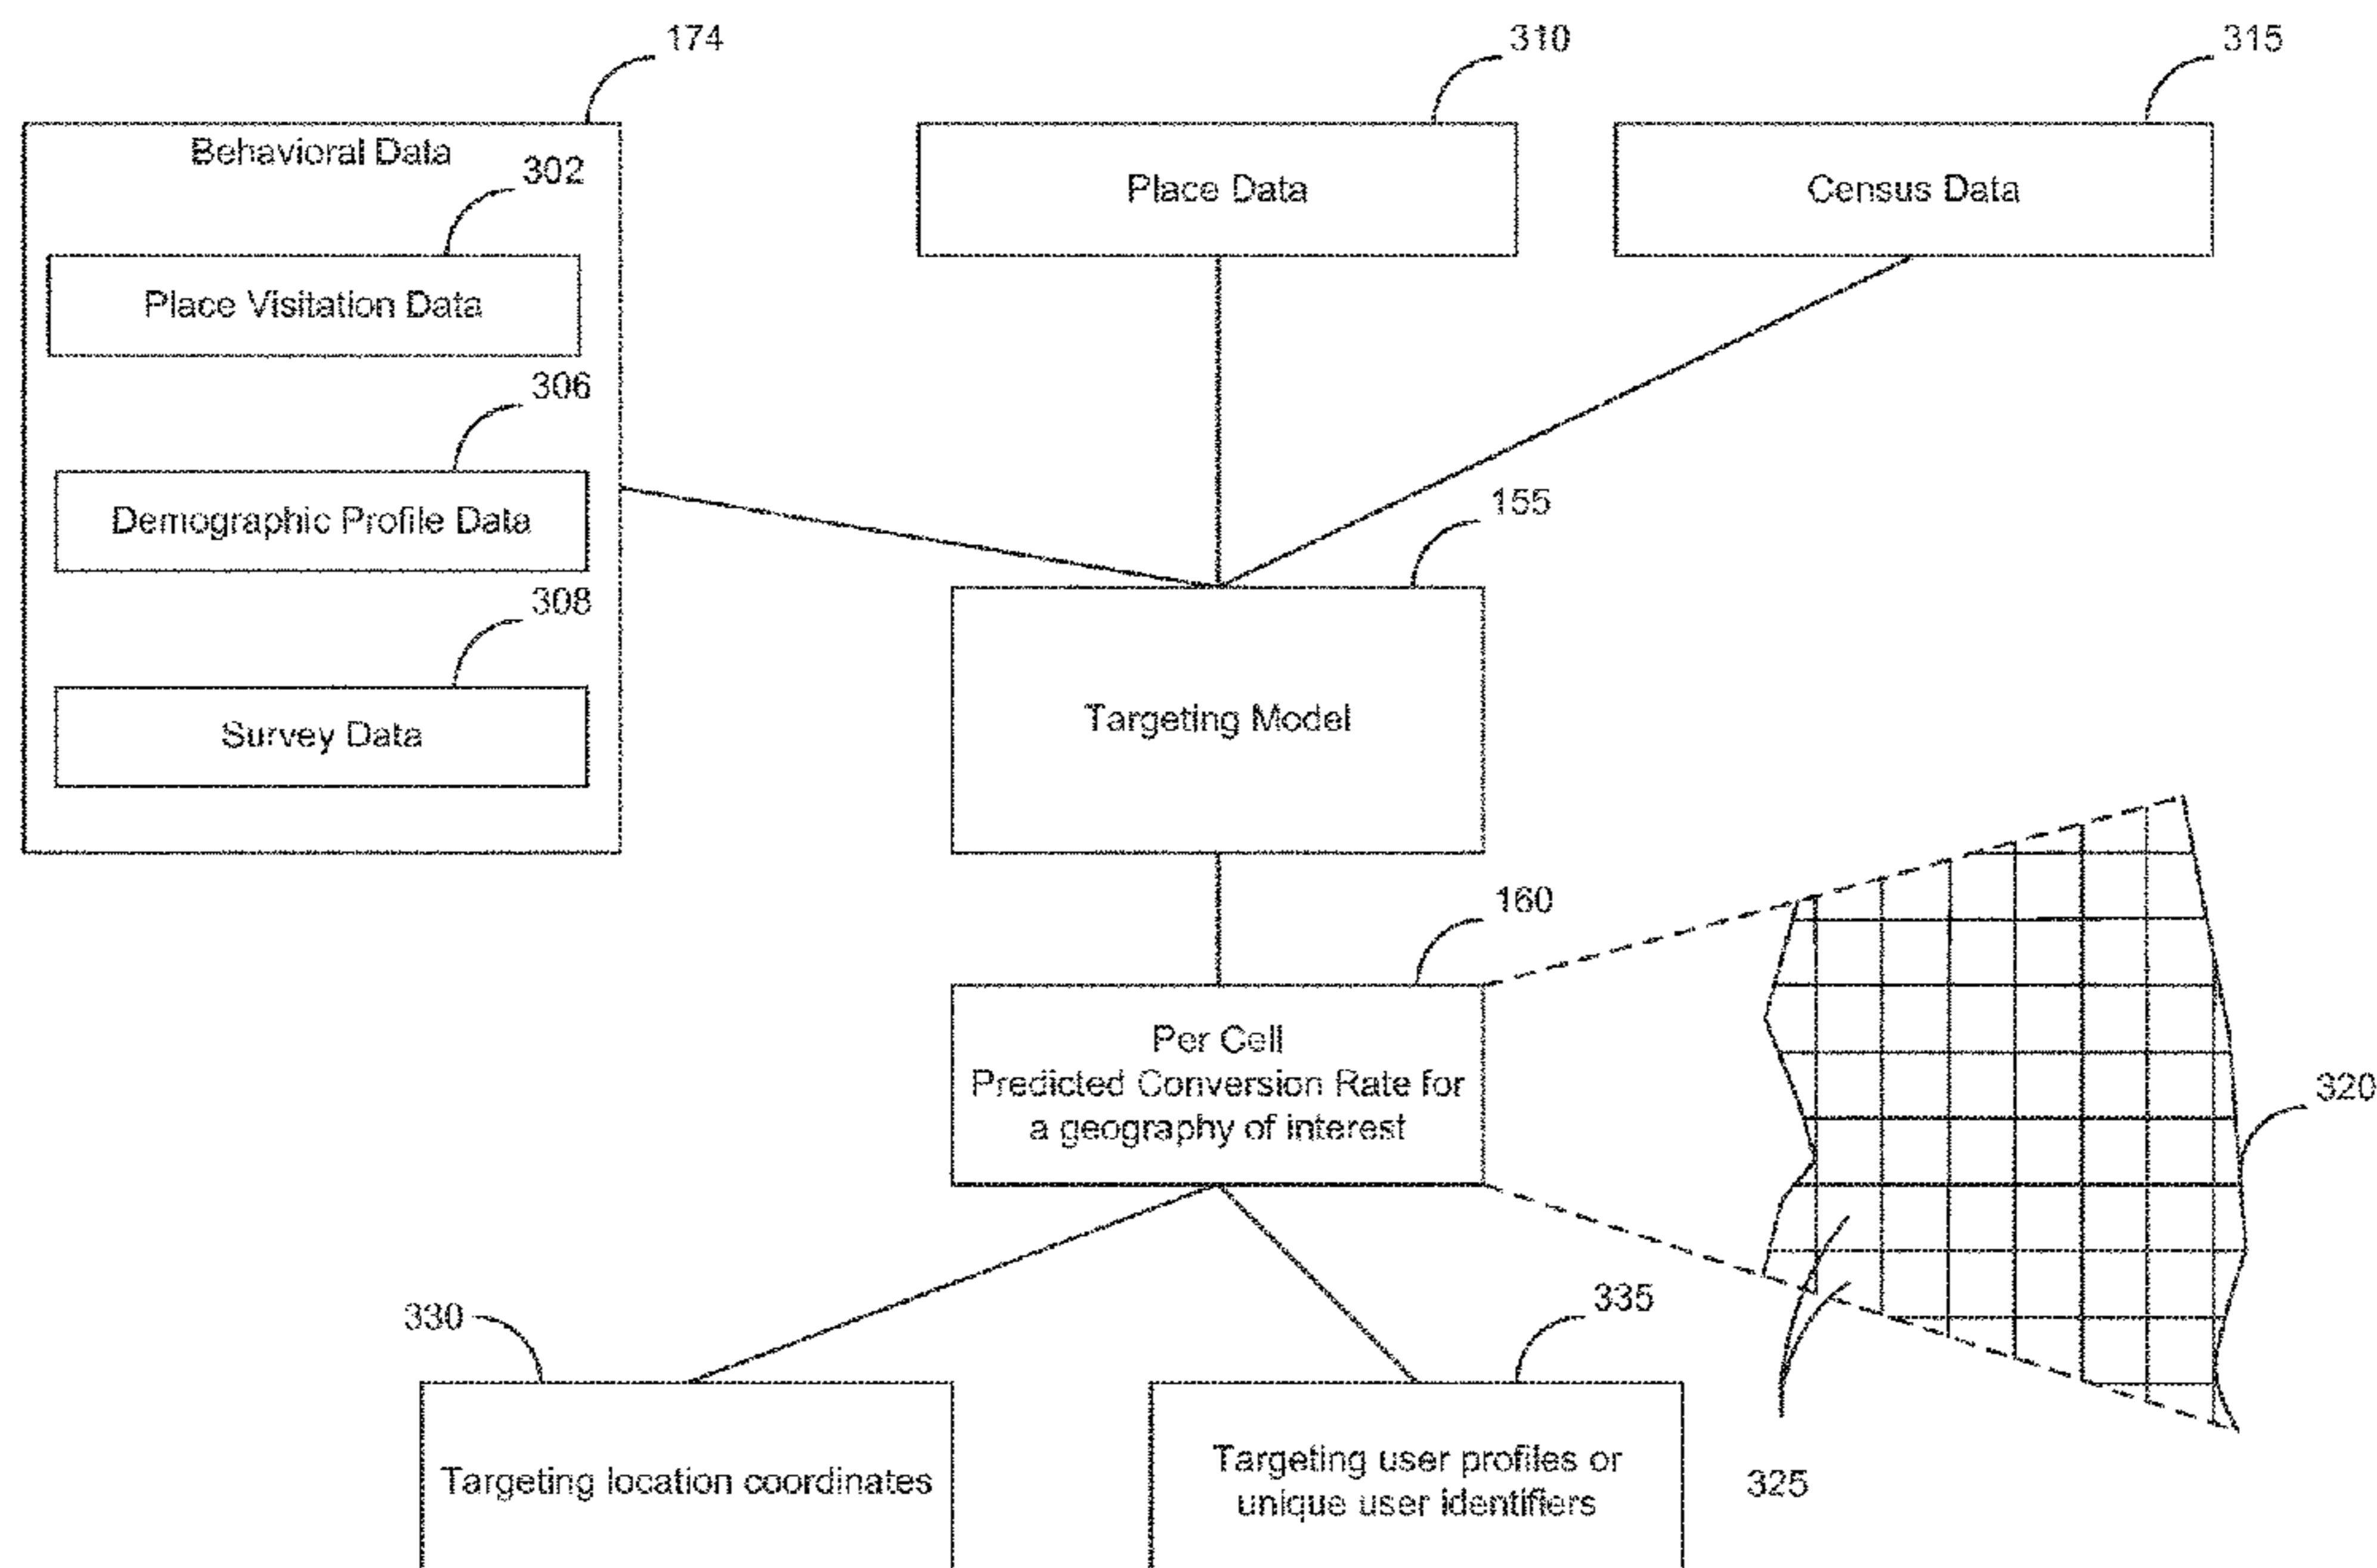 174
310
315
Behavioral Data
302
Place Data
Census Data
Place Visitation Data
306
Demographic Profile Data
155
308
Targeting Model
Survey Data
160
Per Cell
Predicted Conversion Rate for
a geography of interest
320
330
335
Targeting location coordinates
Targeting user profiles or
unique user identifiers
325